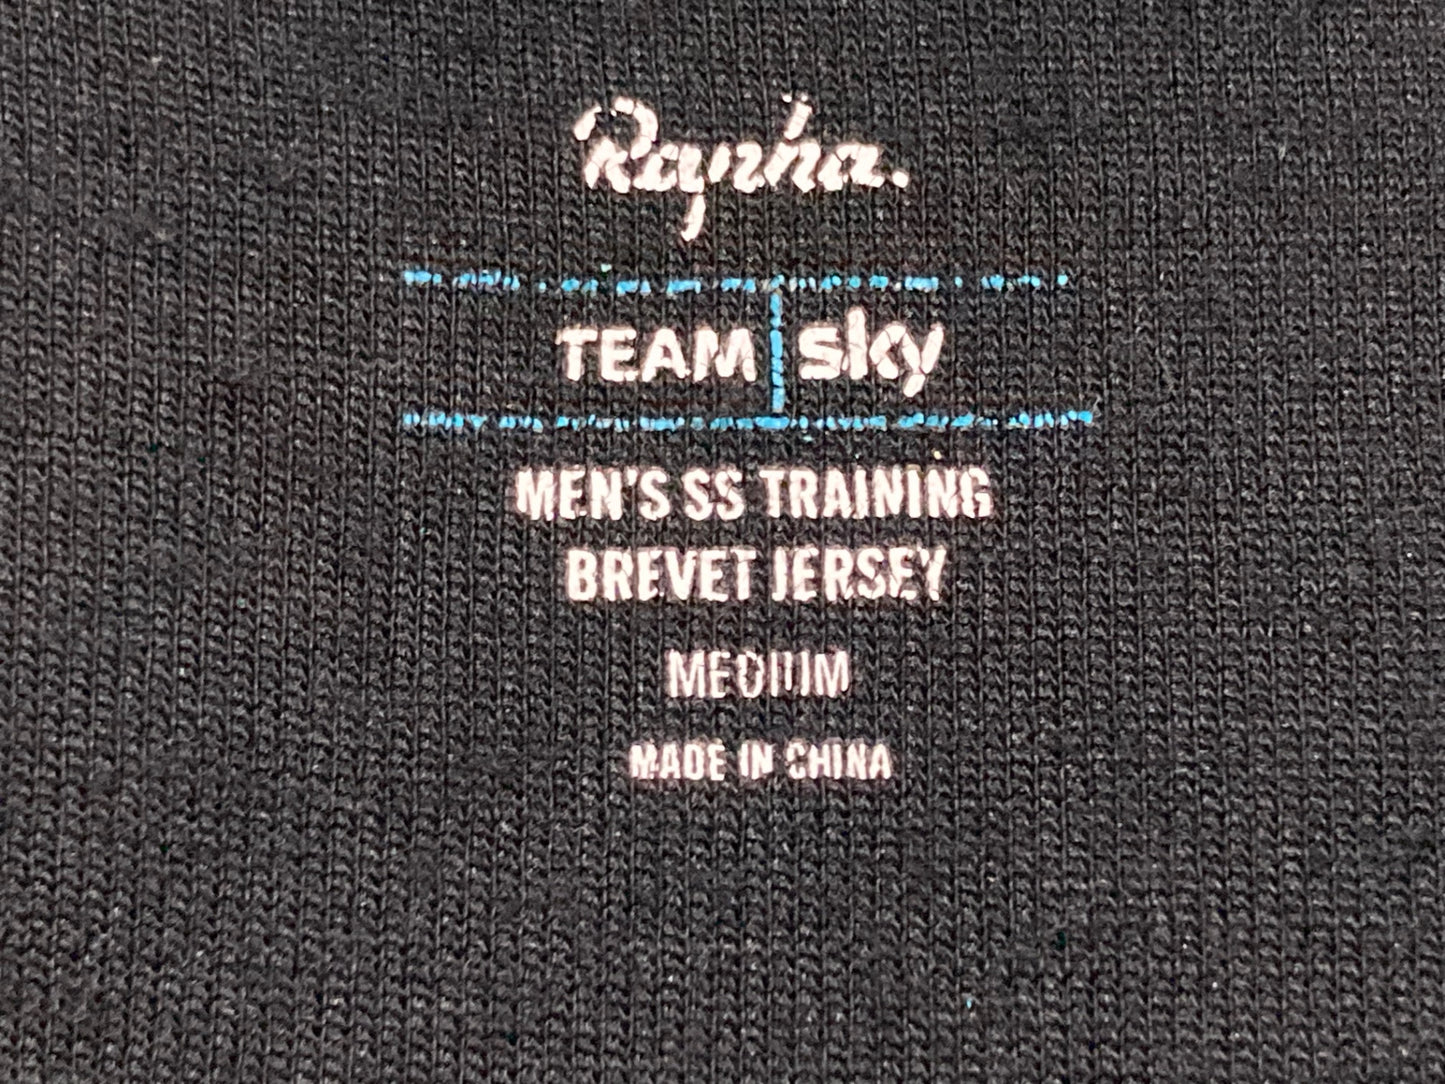 Rapha.
TEAM sky
MEN'S SS TRAINING
BREVET JERSEY
MEDIUM
MADE IN CHINA